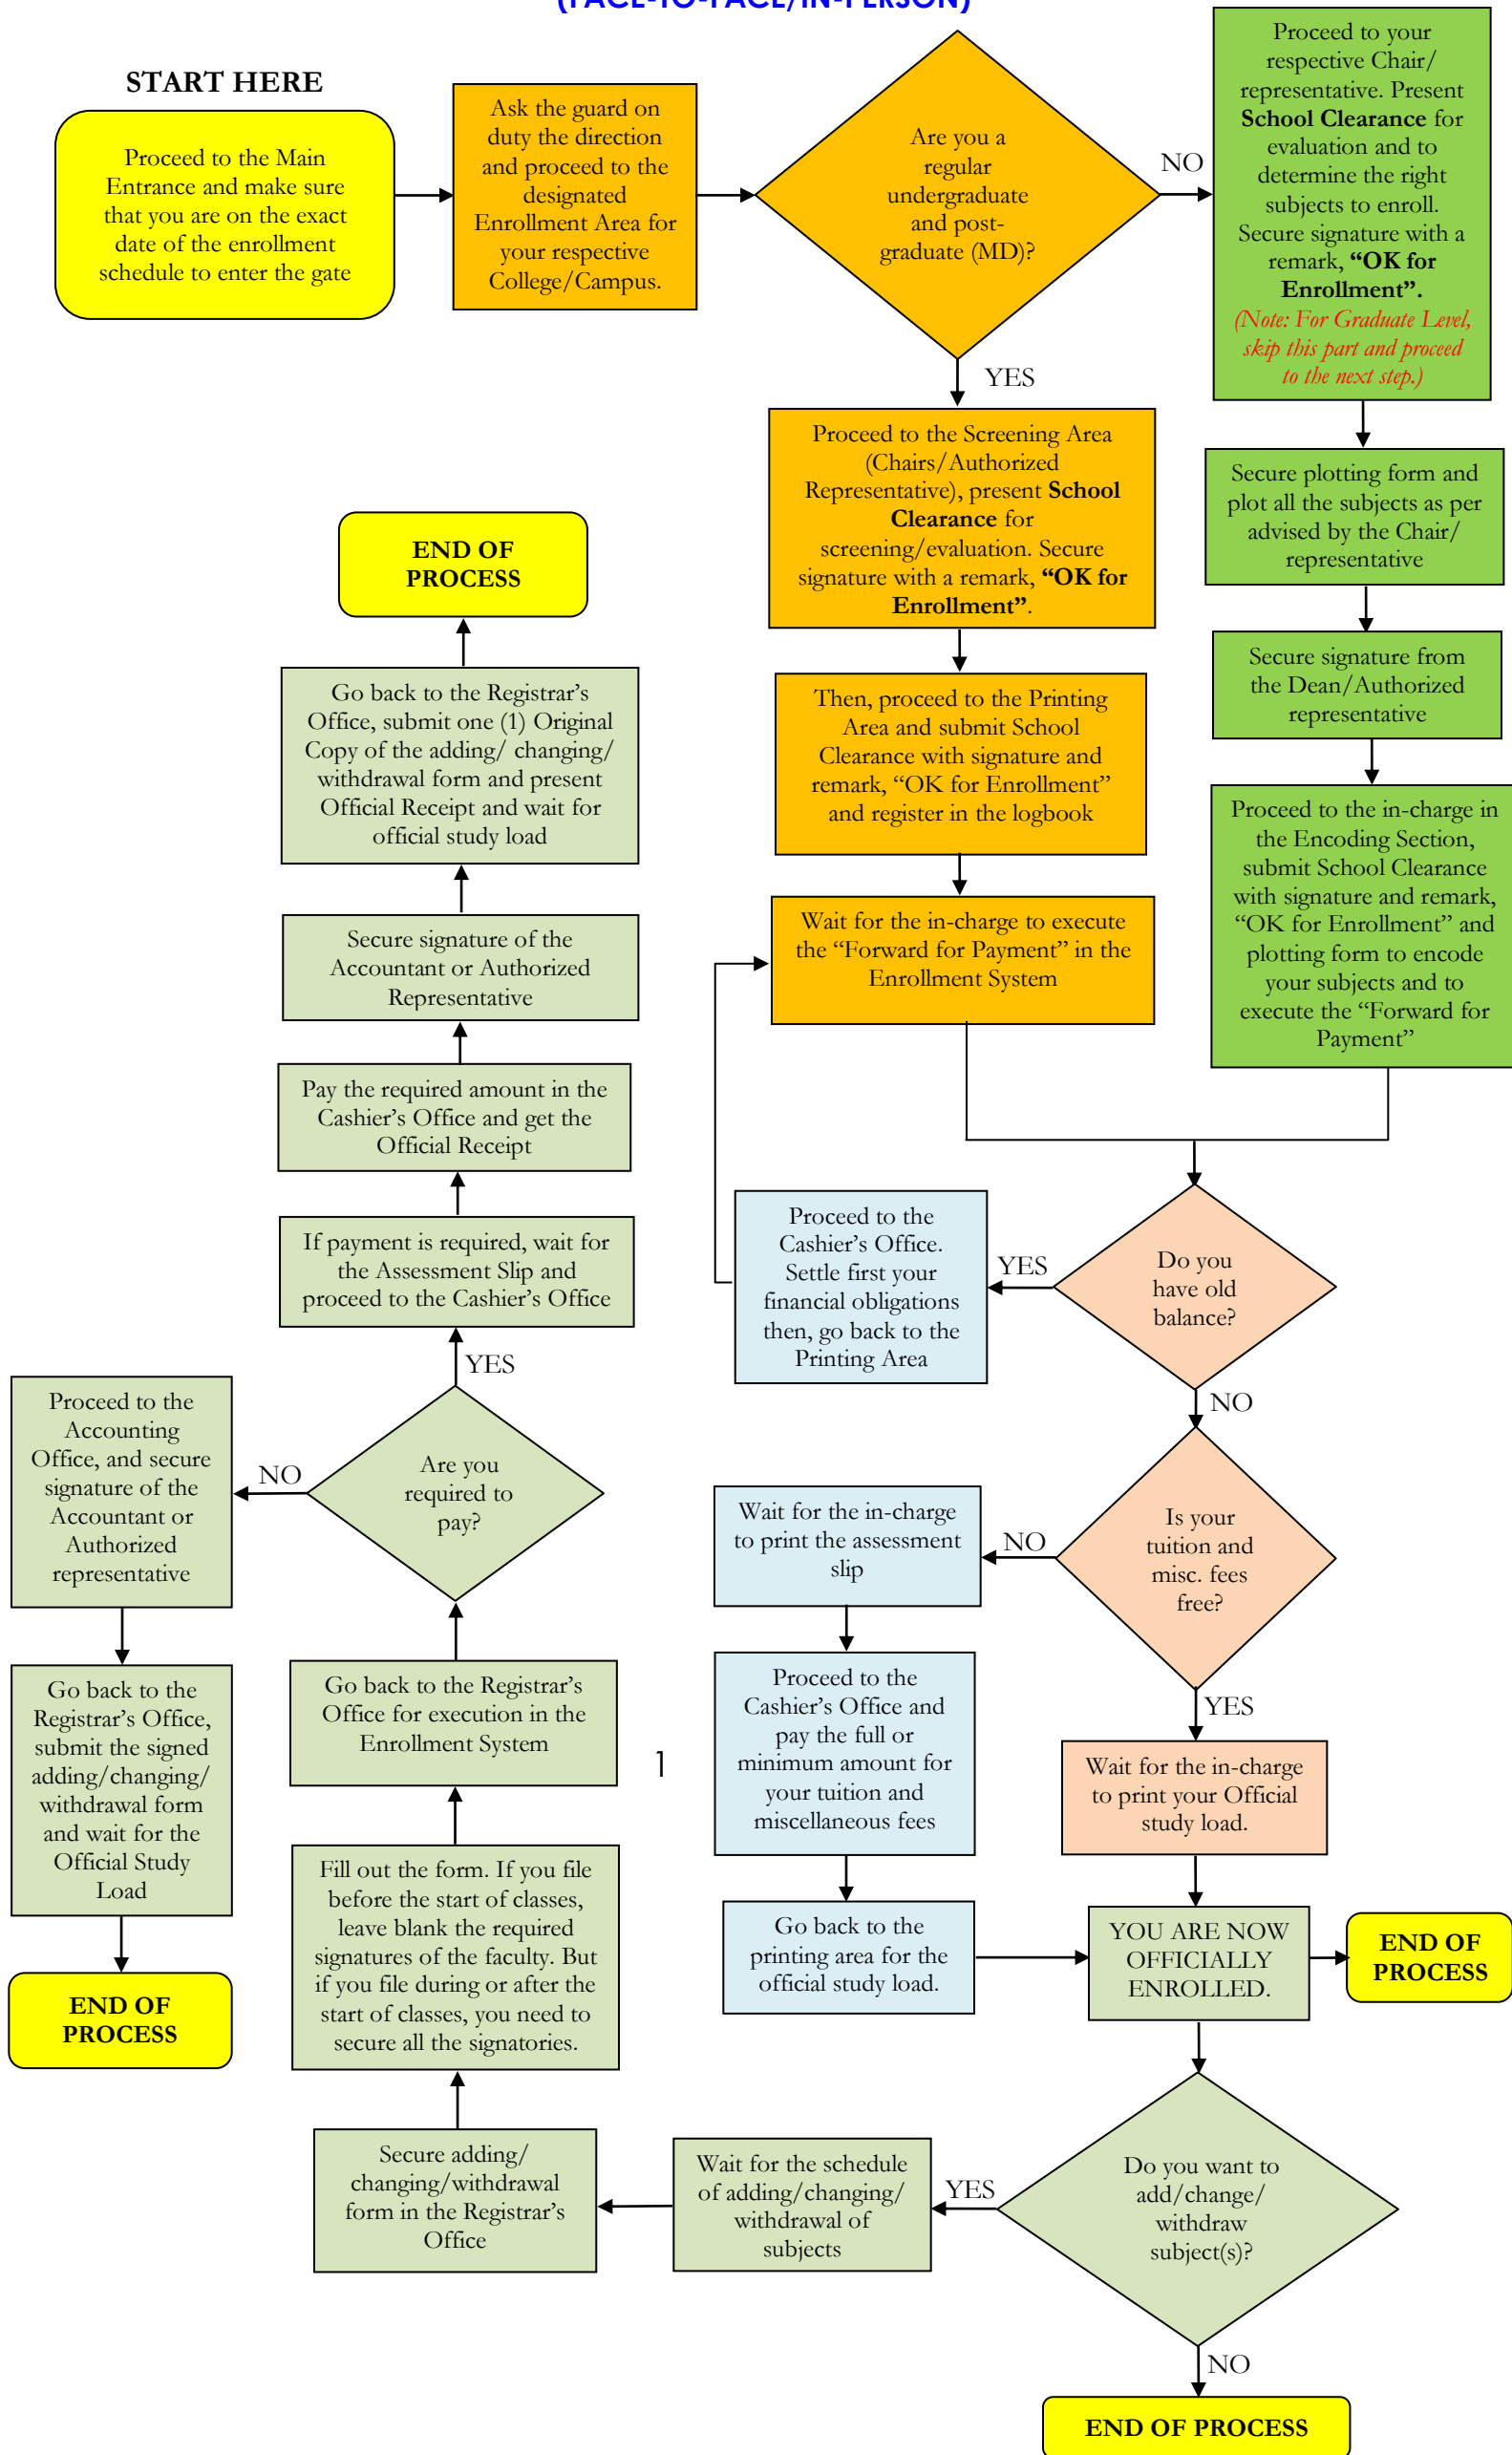 (FACE-TO-FACE/IN-PERSON)
START HERE
Proceed to the Main
Entrance and make sure
that you are on the exact
date of the enrollment
schedule to enter the gate
Ask the guard on
duty the direction
and proceed to the
designated
Enrollment Area for
your respective
College/Campus.
Are you a
regular
undergraduate
and post-
graduate (MD)?
NO
Proceed to your
respective Chair/
representative. Present
School Clearance for
evaluation and to
determine the right
subjects to enroll.
Secure signature with a
remark, “OK for
Enrollment”.
(Note: For Graduate Level,
skip this part and proceed
to the next step.)
YES
Proceed to the Screening Area
(Chairs/Authorized
Representative), present School
Clearance for
screening/evaluation. Secure
signature with a remark, “OK for
Enrollment”.
Secure plotting form and
plot all the subjects as per
advised by the Chair/
representative
Secure signature from
the Dean/Authorized
representative
Then, proceed to the Printing
Area and submit School
Clearance with signature and
remark, “OK for Enrollment”
and register in the logbook
Proceed to the in-charge in
the Encoding Section,
submit School Clearance
with signature and remark,
“OK for Enrollment” and
plotting form to encode
your subjects and to
execute the “Forward for
Payment”
Wait for the in-charge to execute
the “Forward for Payment” in the
Enrollment System
Do you
have old
balance?
YES
Proceed to the
Cashier’s Office.
Settle first your
financial obligations
then, go back to the
Printing Area
NO
Is your
tuition and
misc. fees
free?
NO
Wait for the in-charge
to print the assessment
slip
Proceed to the
Cashier’s Office and
pay the full or
minimum amount for
your tuition and
miscellaneous fees
Go back to the
printing area for the
official study load.
YES
Wait for the in-charge
to print your Official
study load.
YOU ARE NOW
OFFICIALLY
ENROLLED.
END OF
PROCESS
Do you want to
add/change/
withdraw
subject(s)?
NO
END OF PROCESS
YES
Wait for the schedule
of adding/changing/
withdrawal of
subjects
Secure adding/
changing/withdrawal
form in the Registrar’s
Office
Fill out the form. If you file
before the start of classes,
leave blank the required
signatures of the faculty. But
if you file during or after the
start of classes, you need to
secure all the signatories.
Go back to the Registrar’s
Office for execution in the
Enrollment System
1
Are you
required to
pay?
NO
Proceed to the
Accounting
Office, and secure
signature of the
Accountant or
Authorized
representative
Go back to the
Registrar’s Office,
submit the signed
adding/changing/
withdrawal form
and wait for the
Official Study
Load
END OF
PROCESS
YES
If payment is required, wait for
the Assessment Slip and
proceed to the Cashier’s Office
Pay the required amount in the
Cashier’s Office and get the
Official Receipt
Secure signature of the
Accountant or Authorized
Representative
Go back to the Registrar’s
Office, submit one (1) Original
Copy of the adding/ changing/
withdrawal form and present
Official Receipt and wait for
official study load
END OF
PROCESS